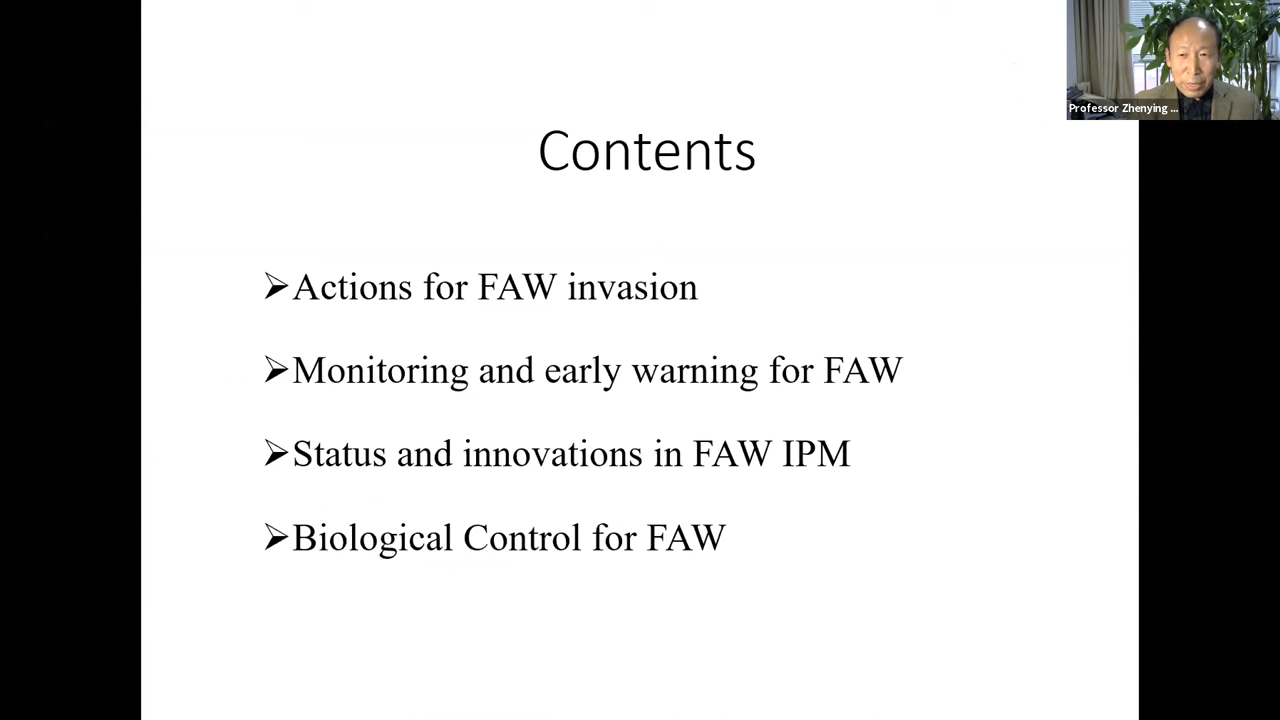 Professor Zhenying ...
Contents
➢Actions for FAW invasion
➢Monitoring and early warning for FAW
➢Status and innovations in FAW IPM
➢Biological Control for FAW